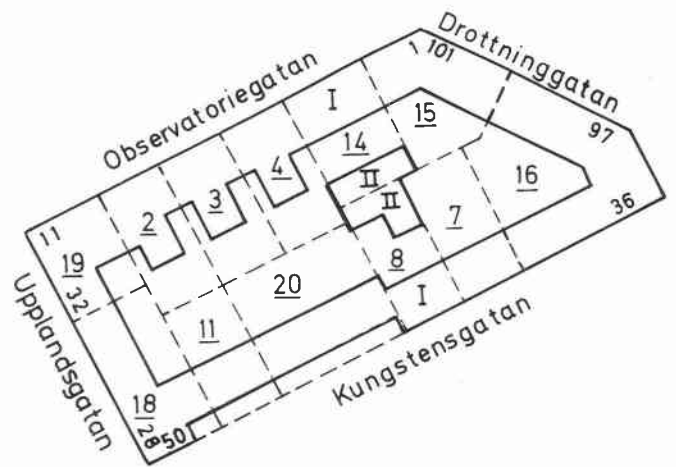 Drottninggatan
Observatoriegatan
1 101
I
97
15
14
4
3
II
16
36
2
II
11
7
19
32
8
20
I
11
Upplandsgatan
Kungstensgatan
18
28
50